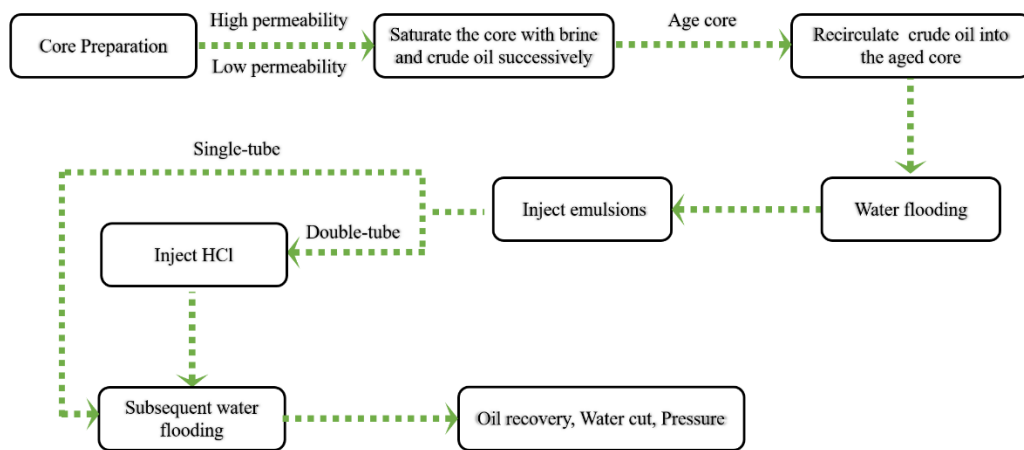 Core Preparation
High permeability
Low permeability
Saturate the core with brine
and crude oil successively
Age core
Recirculate crude oil into
the aged core
Water flooding
Inject emulsions
Single-tube
Double-tube
Inject HCl
Subsequent water
flooding
Oil recovery, Water cut, Pressure